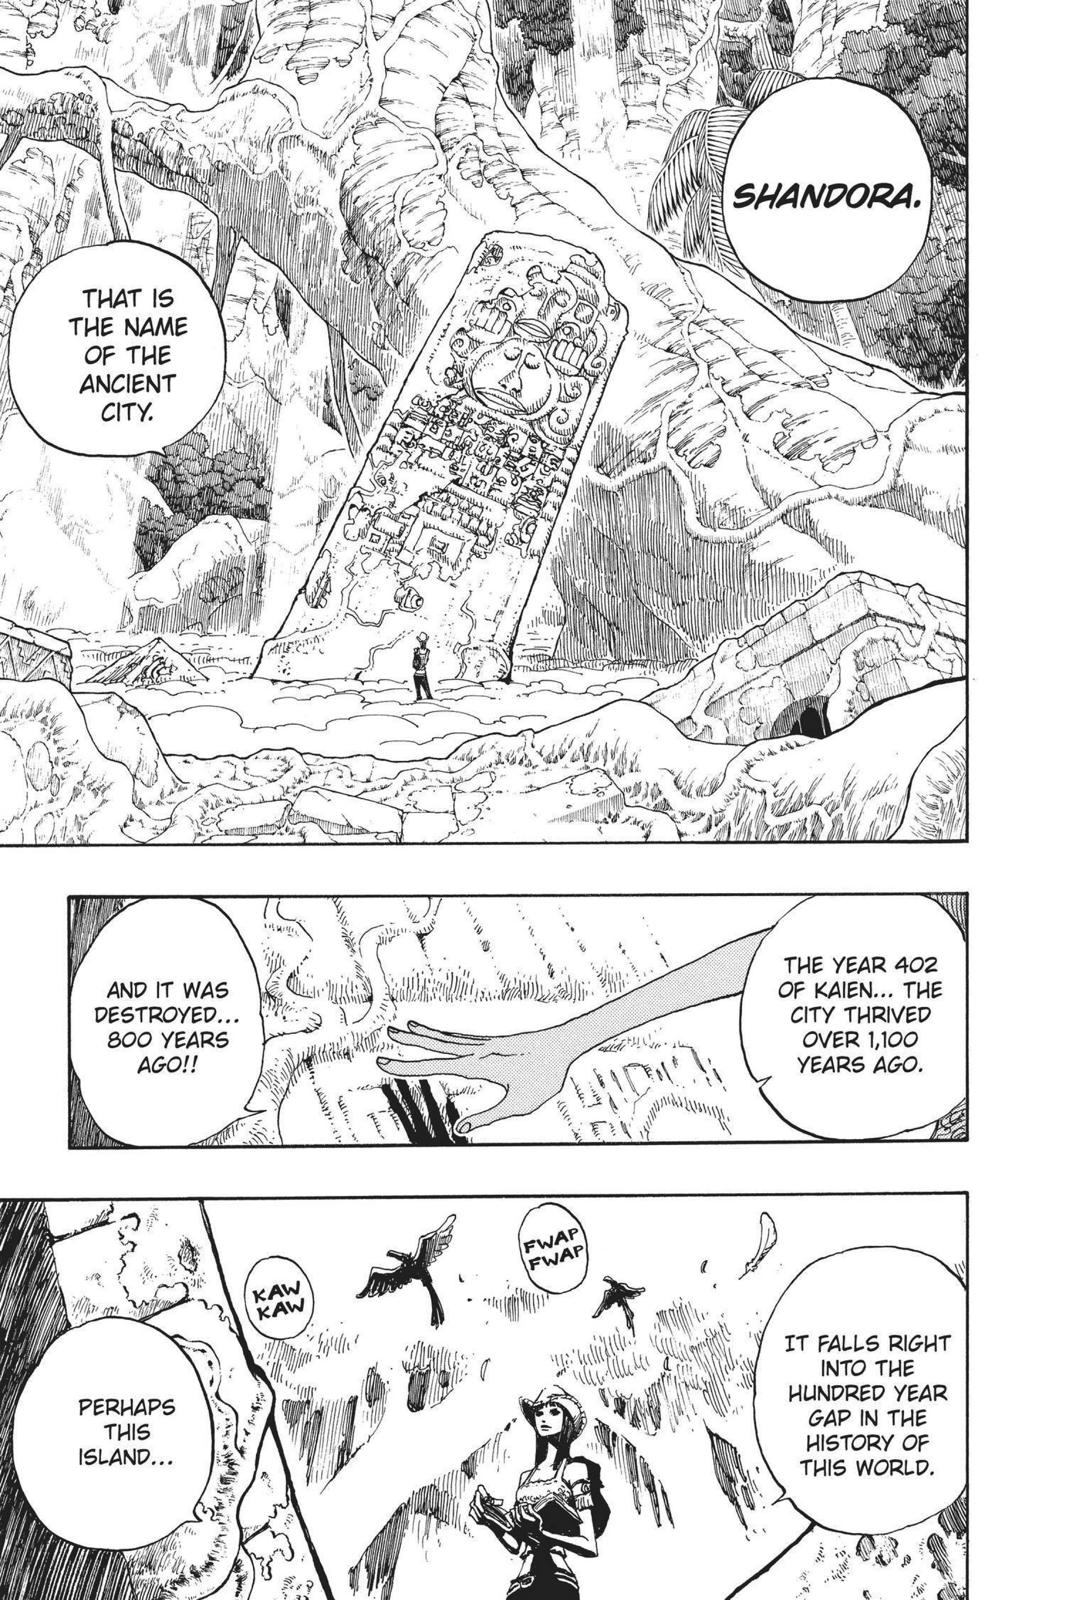 SHANDORA.
THAT IS
THE NAME
OF THE
ANCIENT
CITY.
THE YEAR 402
OF KAIEN... THE
CITY THRIVED
OVER 1,100
YEARS AGO.
AND IT WAS
DESTROYED...
800 YEARS
AGO!!
IT FALLS RIGHT
INTO THE
HUNDRED YEAR
GAP IN THE
HISTORY OF
THIS WORLD.
FWAP
FWAP
KAW
KAW
PERHAPS
THIS
ISLAND...